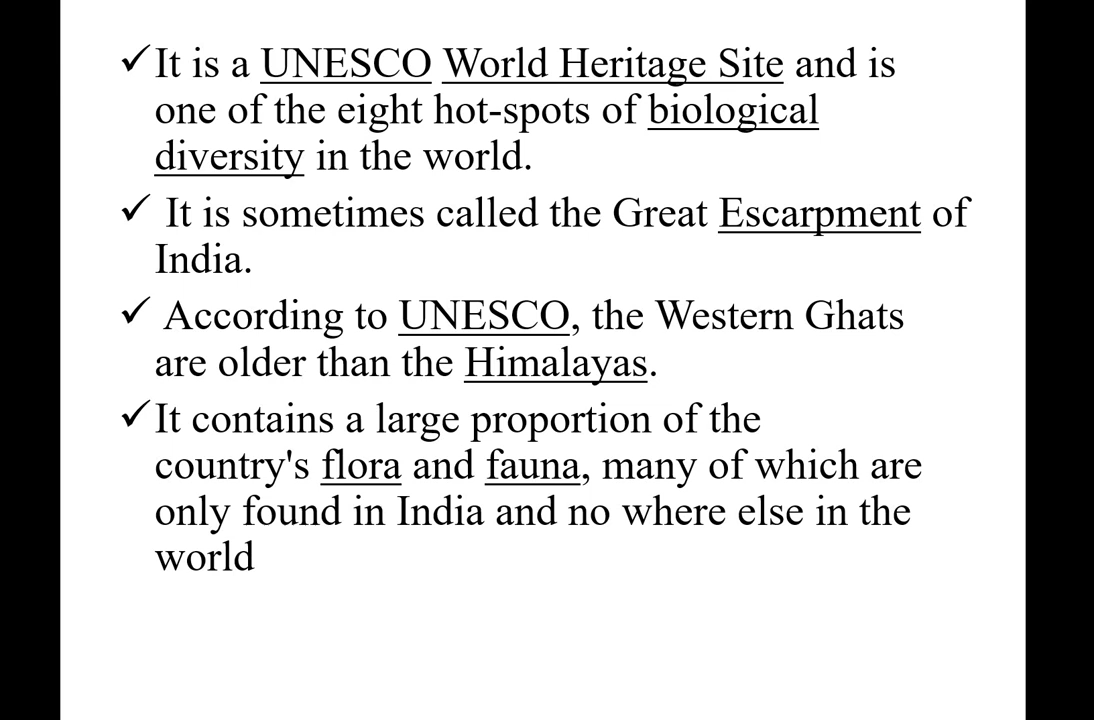 ✓It is a UNESCO World Heritage Site and is
one of the eight hot-spots of biological
diversity in the world.
✓ It is sometimes called the Great Escarpment of
India.
✓ According to UNESCO, the Western Ghats
are older than the Himalayas.
✓It contains a large proportion of the
country's flora and fauna, many of which are
only found in India and no where else in the
world